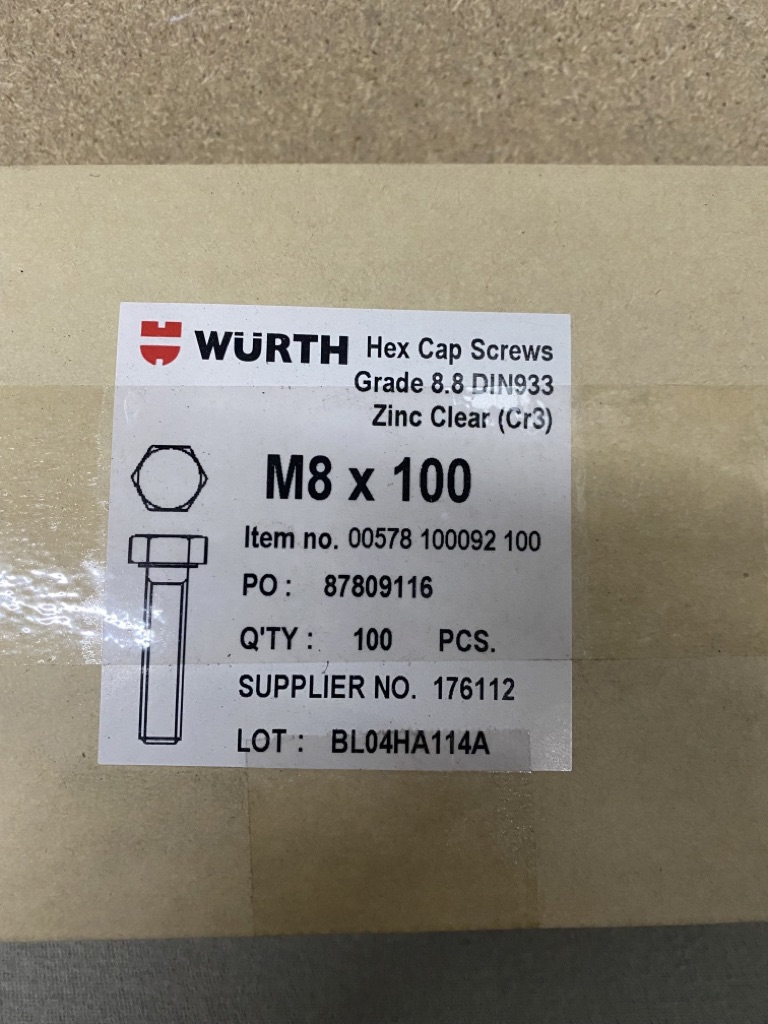 WÜRTH Hex Cap Screws
Grade 8.8 DIN933
Zinc Clear (Cr3)
M8 x 100
Item no. 00578 100092 100
PO : 87809116
Q'TY : 100 PCS.
SUPPLIER NO. 176112
LOT : BL04HA114A